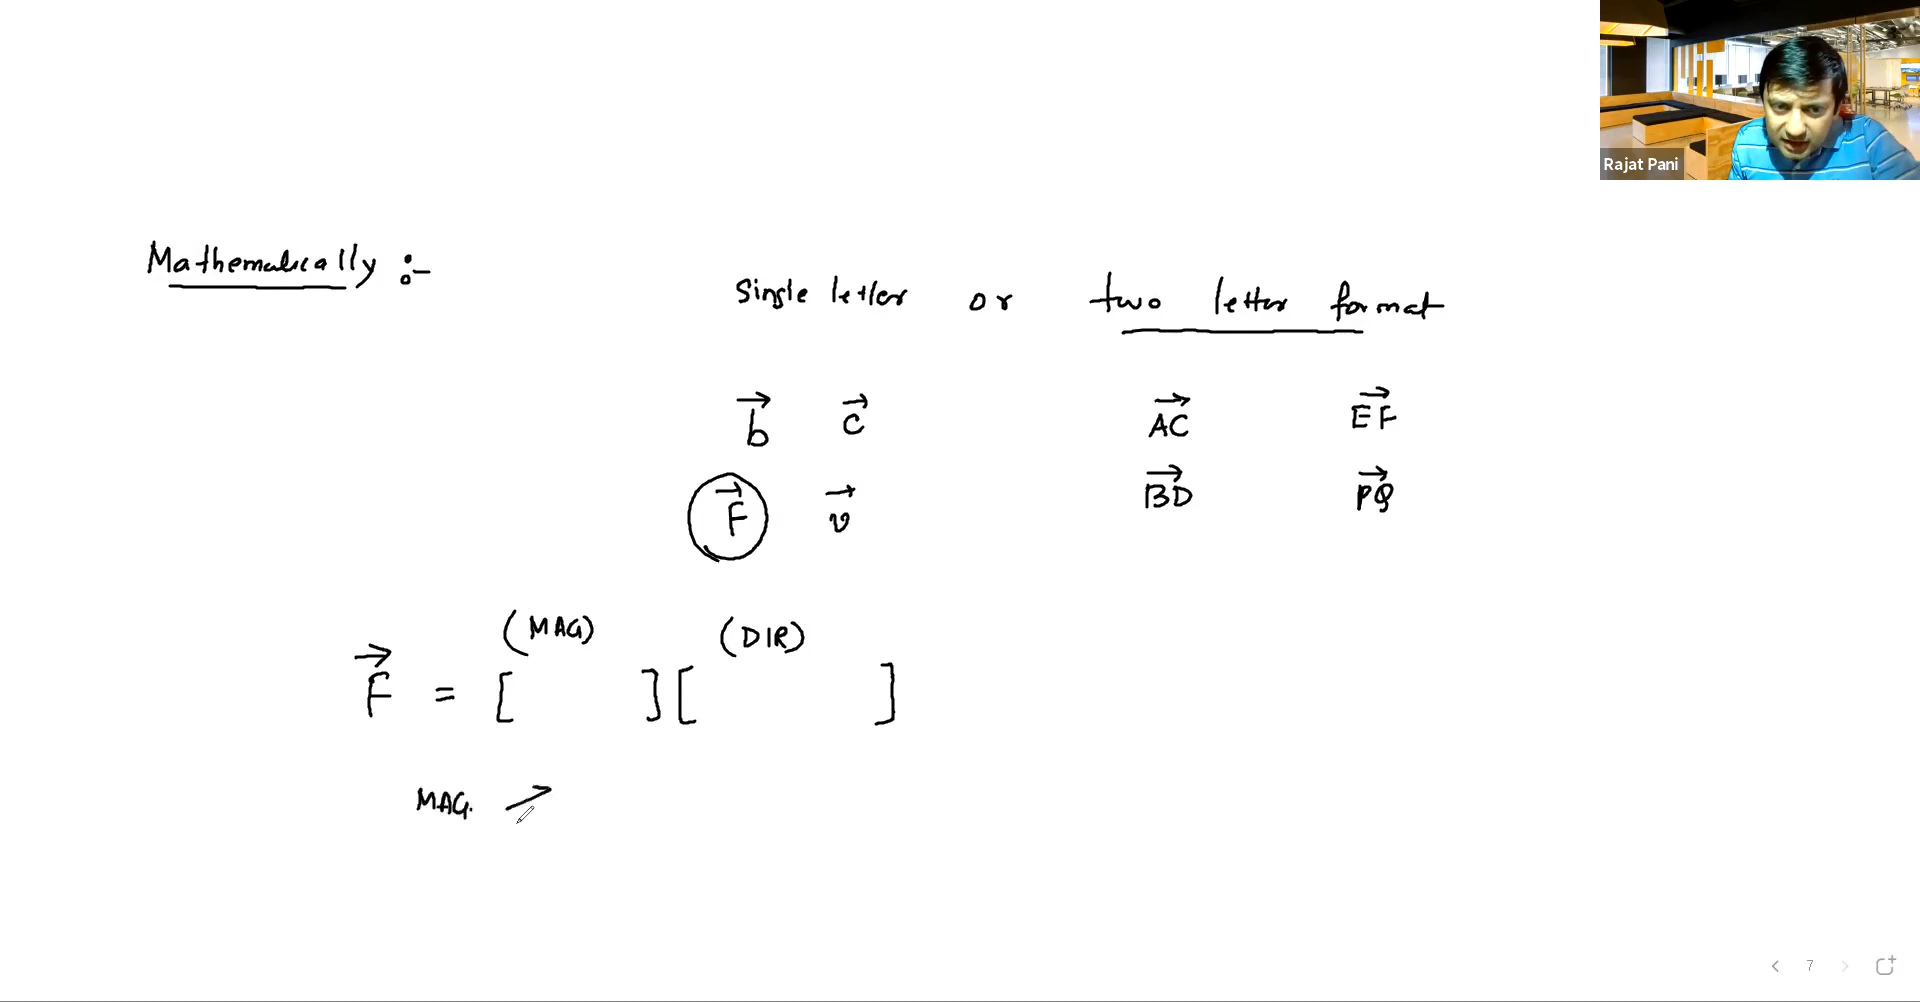 Rajat Pani
Mathematically :-
Single letter or two letter format
b⃗ c⃗ AC⃗ EF⃗
F⃗ v⃗ BD⃗ PQ⃗
(MAG) (DIR)
F⃗ = [ ] [ ]
MAG. →
7